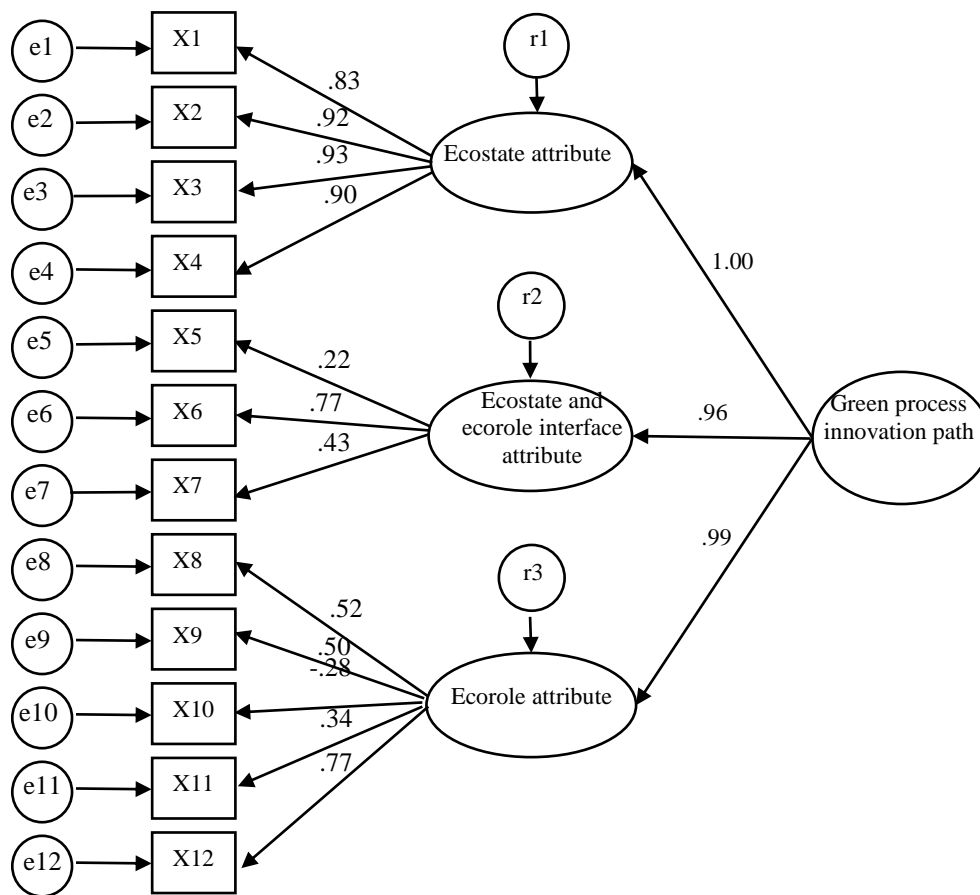 e1
X1
r1
.83
e2
X2
.92
Ecostate attribute
.93
e3
X3
.90
e4
X4
1.00
r2
e5
X5
.22
Ecostate and
ecorole interface
attribute
.77
e6
X6
.96
Green process
innovation path
.43
e7
X7
.99
e8
X8
r3
.52
e9
X9
.50
-.28
Ecorole attribute
e10
X10
.34
e11
X11
.77
e12
X12